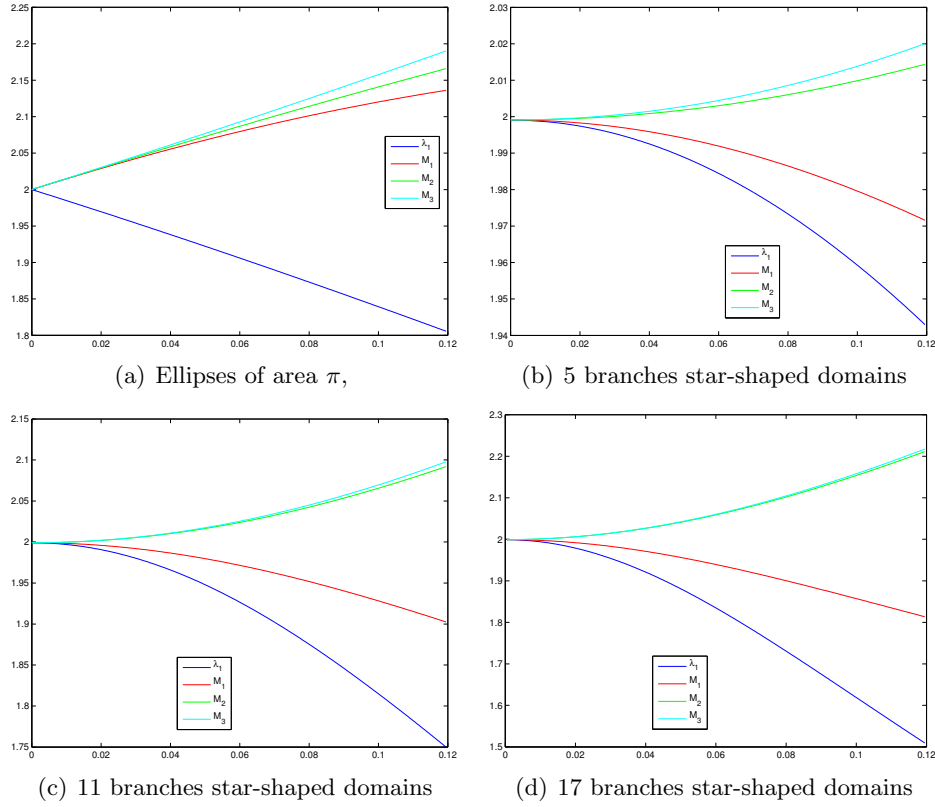 2.25
2.2
2.15
2.1
2.05
2
1.95
1.9
1.85
1.8
0 0.02 0.04 0.06 0.08 0.1 0.12
λ1
M1
M2
M3
(a) Ellipses of area π,
2.03
2.02
2.01
2
1.99
1.98
1.97
1.96
1.95
1.94
0 0.02 0.04 0.06 0.08 0.1 0.12
λ1
M1
M2
M3
(b) 5 branches star-shaped domains
2.15
2.1
2.05
2
1.95
1.9
1.85
1.8
1.75
0 0.02 0.04 0.06 0.08 0.1 0.12
λ1
M1
M2
M3
(c) 11 branches star-shaped domains
2.3
2.2
2.1
2
1.9
1.8
1.7
1.6
1.5
0 0.02 0.04 0.06 0.08 0.1 0.12
λ1
M1
M2
M3
(d) 17 branches star-shaped domains